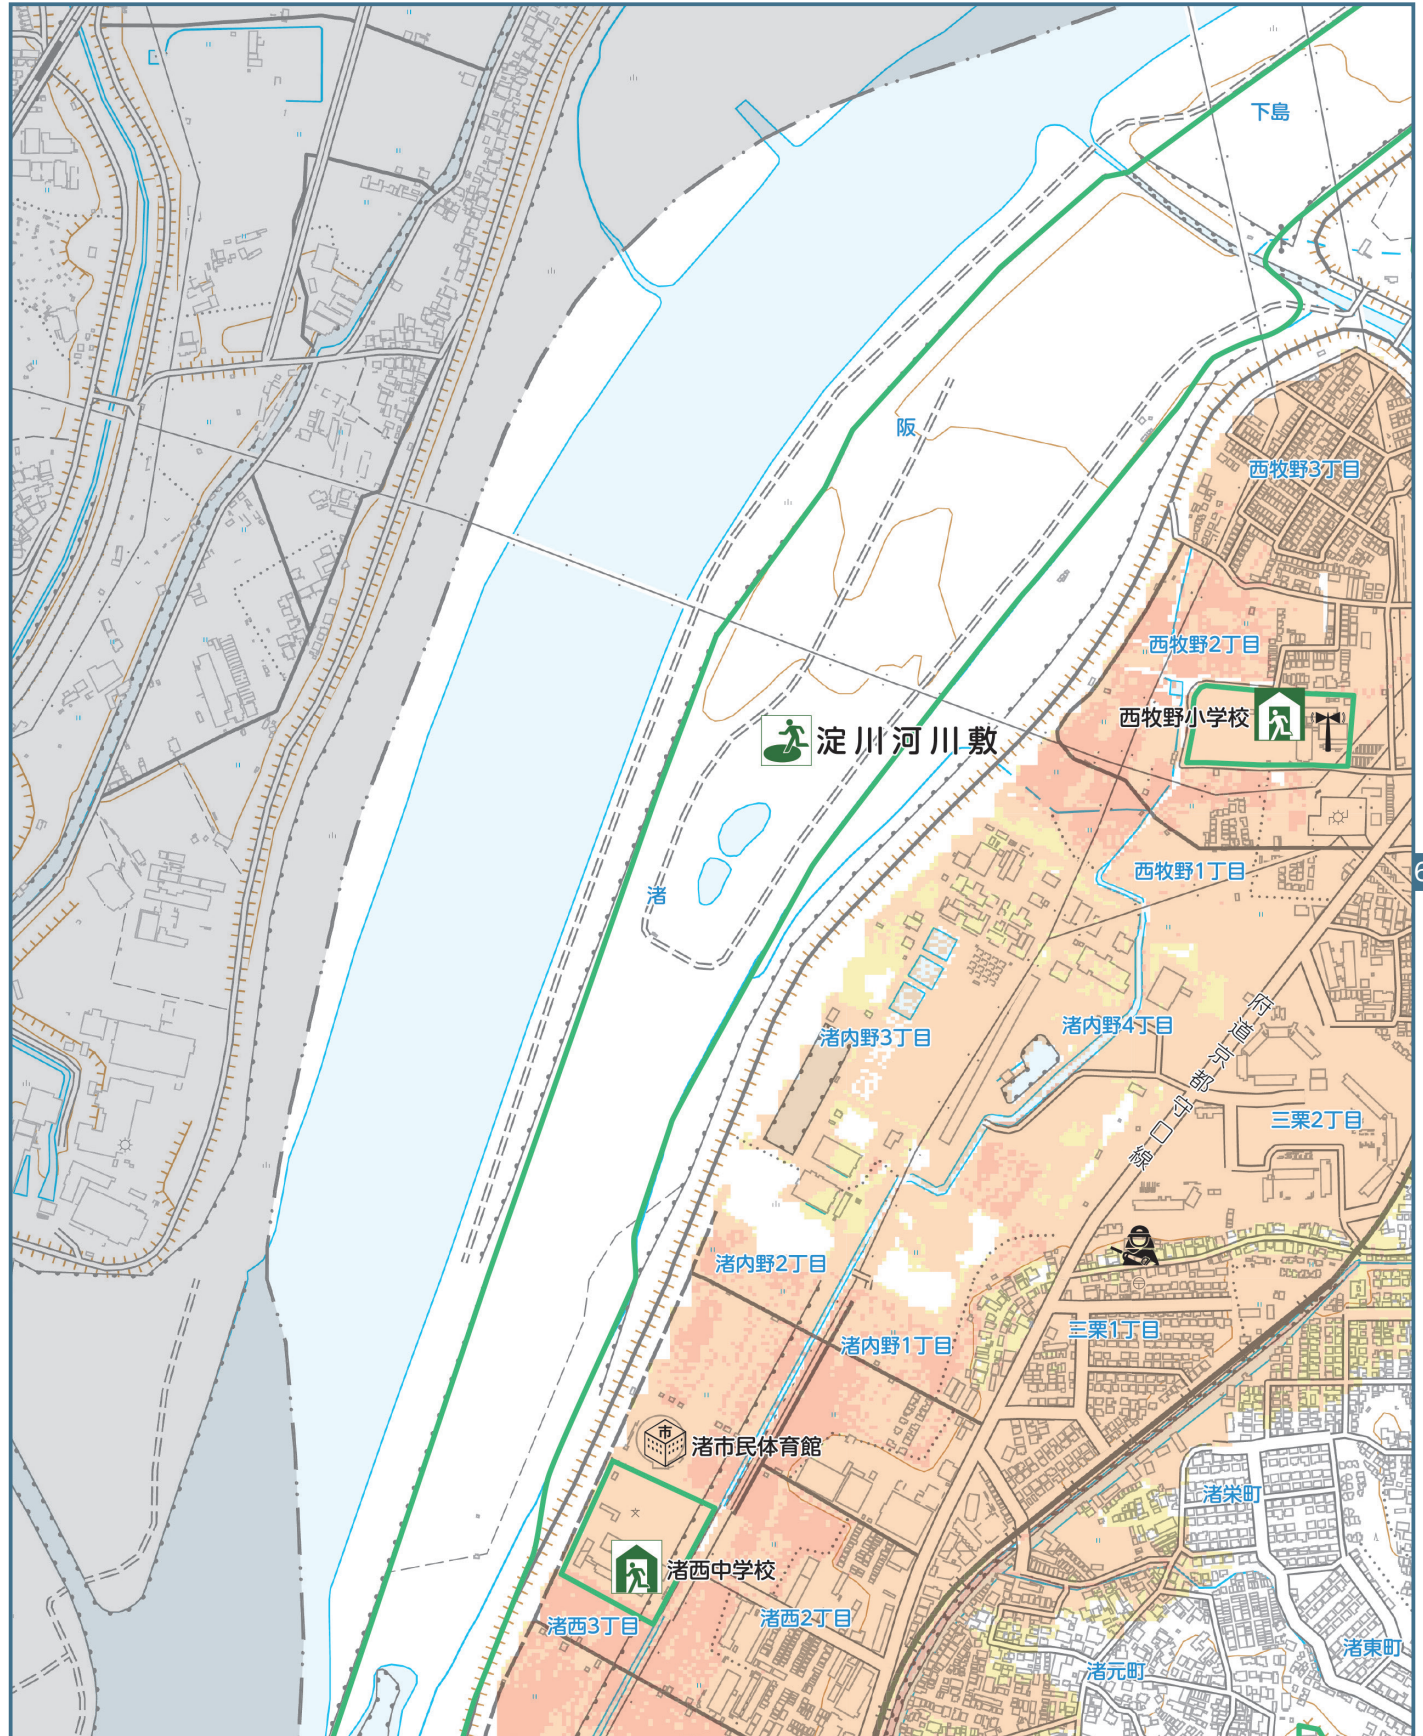 下島
阪
西牧野3丁目
西牧野2丁目
西牧野小学校
淀川河川敷
西牧野1丁目
6
渚
府道京都守口線
渚内野3丁目
渚内野4丁目
三栗2丁目
渚内野2丁目
三栗1丁目
渚内野1丁目
市
渚市民体育館
渚栄町
渚西中学校
渚西3丁目
渚西2丁目
渚東町
渚元町